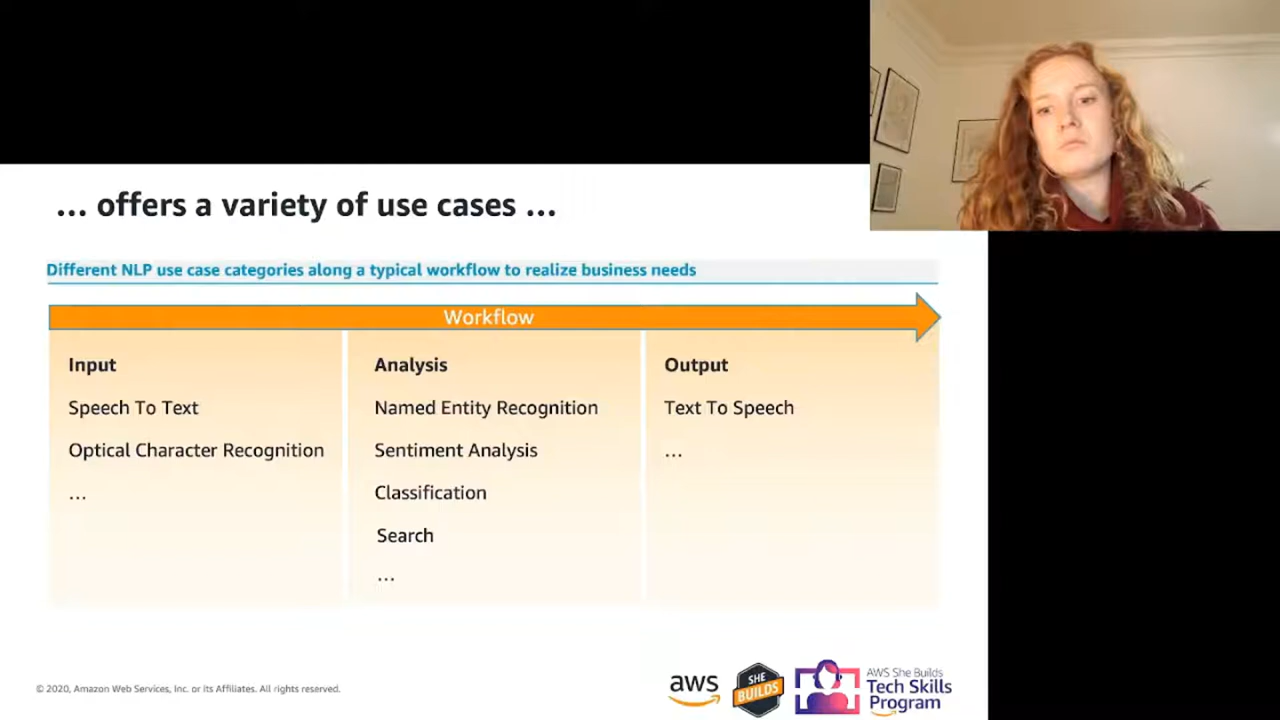 ... offers a variety of use cases ...
Different NLP use case categories along a typical workflow to realize business needs
Workflow
Input
Speech To Text
Optical Character Recognition
...
Analysis
Named Entity Recognition
Sentiment Analysis
Classification
Search
...
Output
Text To Speech
...
© 2020, Amazon Web Services, Inc. or its Affiliates. All rights reserved.
aws
SHE
BUILDS
AWS She Builds
Tech Skills
Program